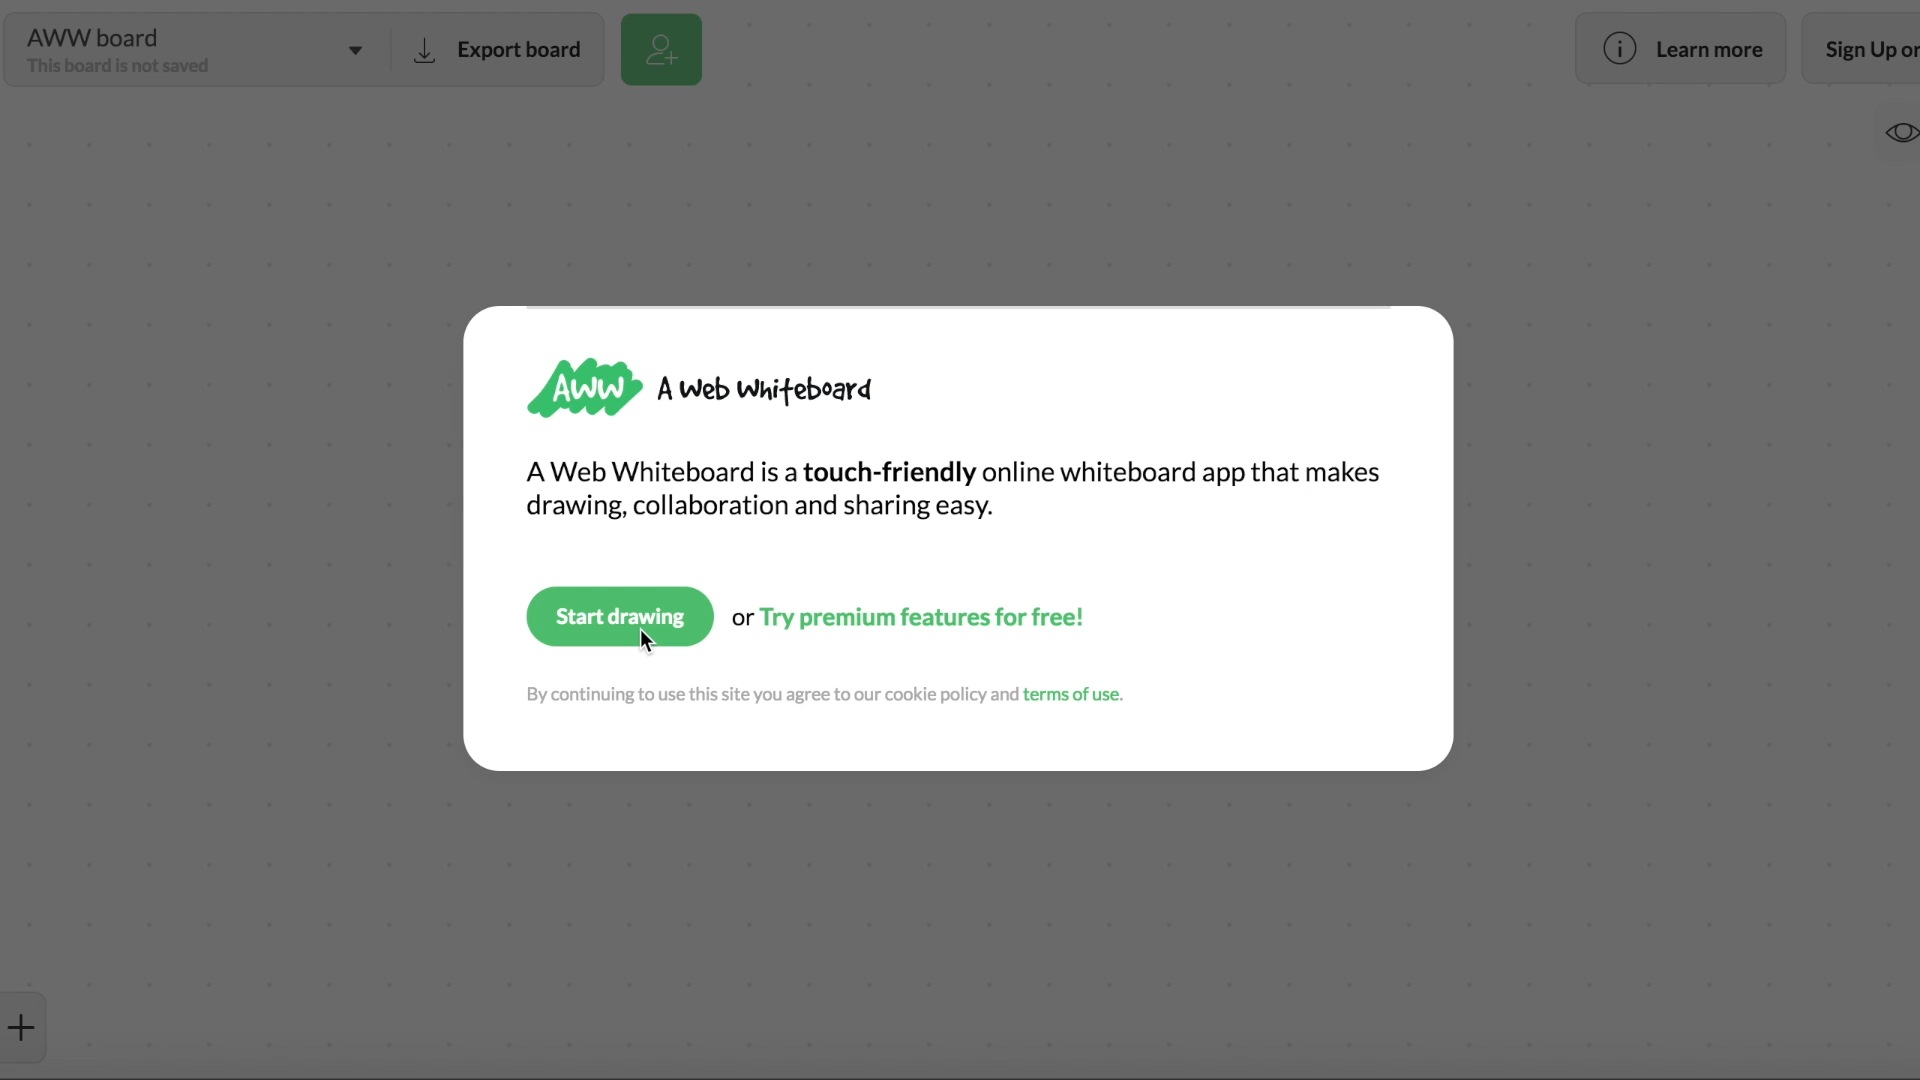 AWW board
This board is not saved
Export board
Learn more
Sign Up or
AWW A Web Whiteboard
A Web Whiteboard is a touch-friendly online whiteboard app that makes
drawing, collaboration and sharing easy.
Start drawing or Try premium features for free!
By continuing to use this site you agree to our cookie policy and terms of use.